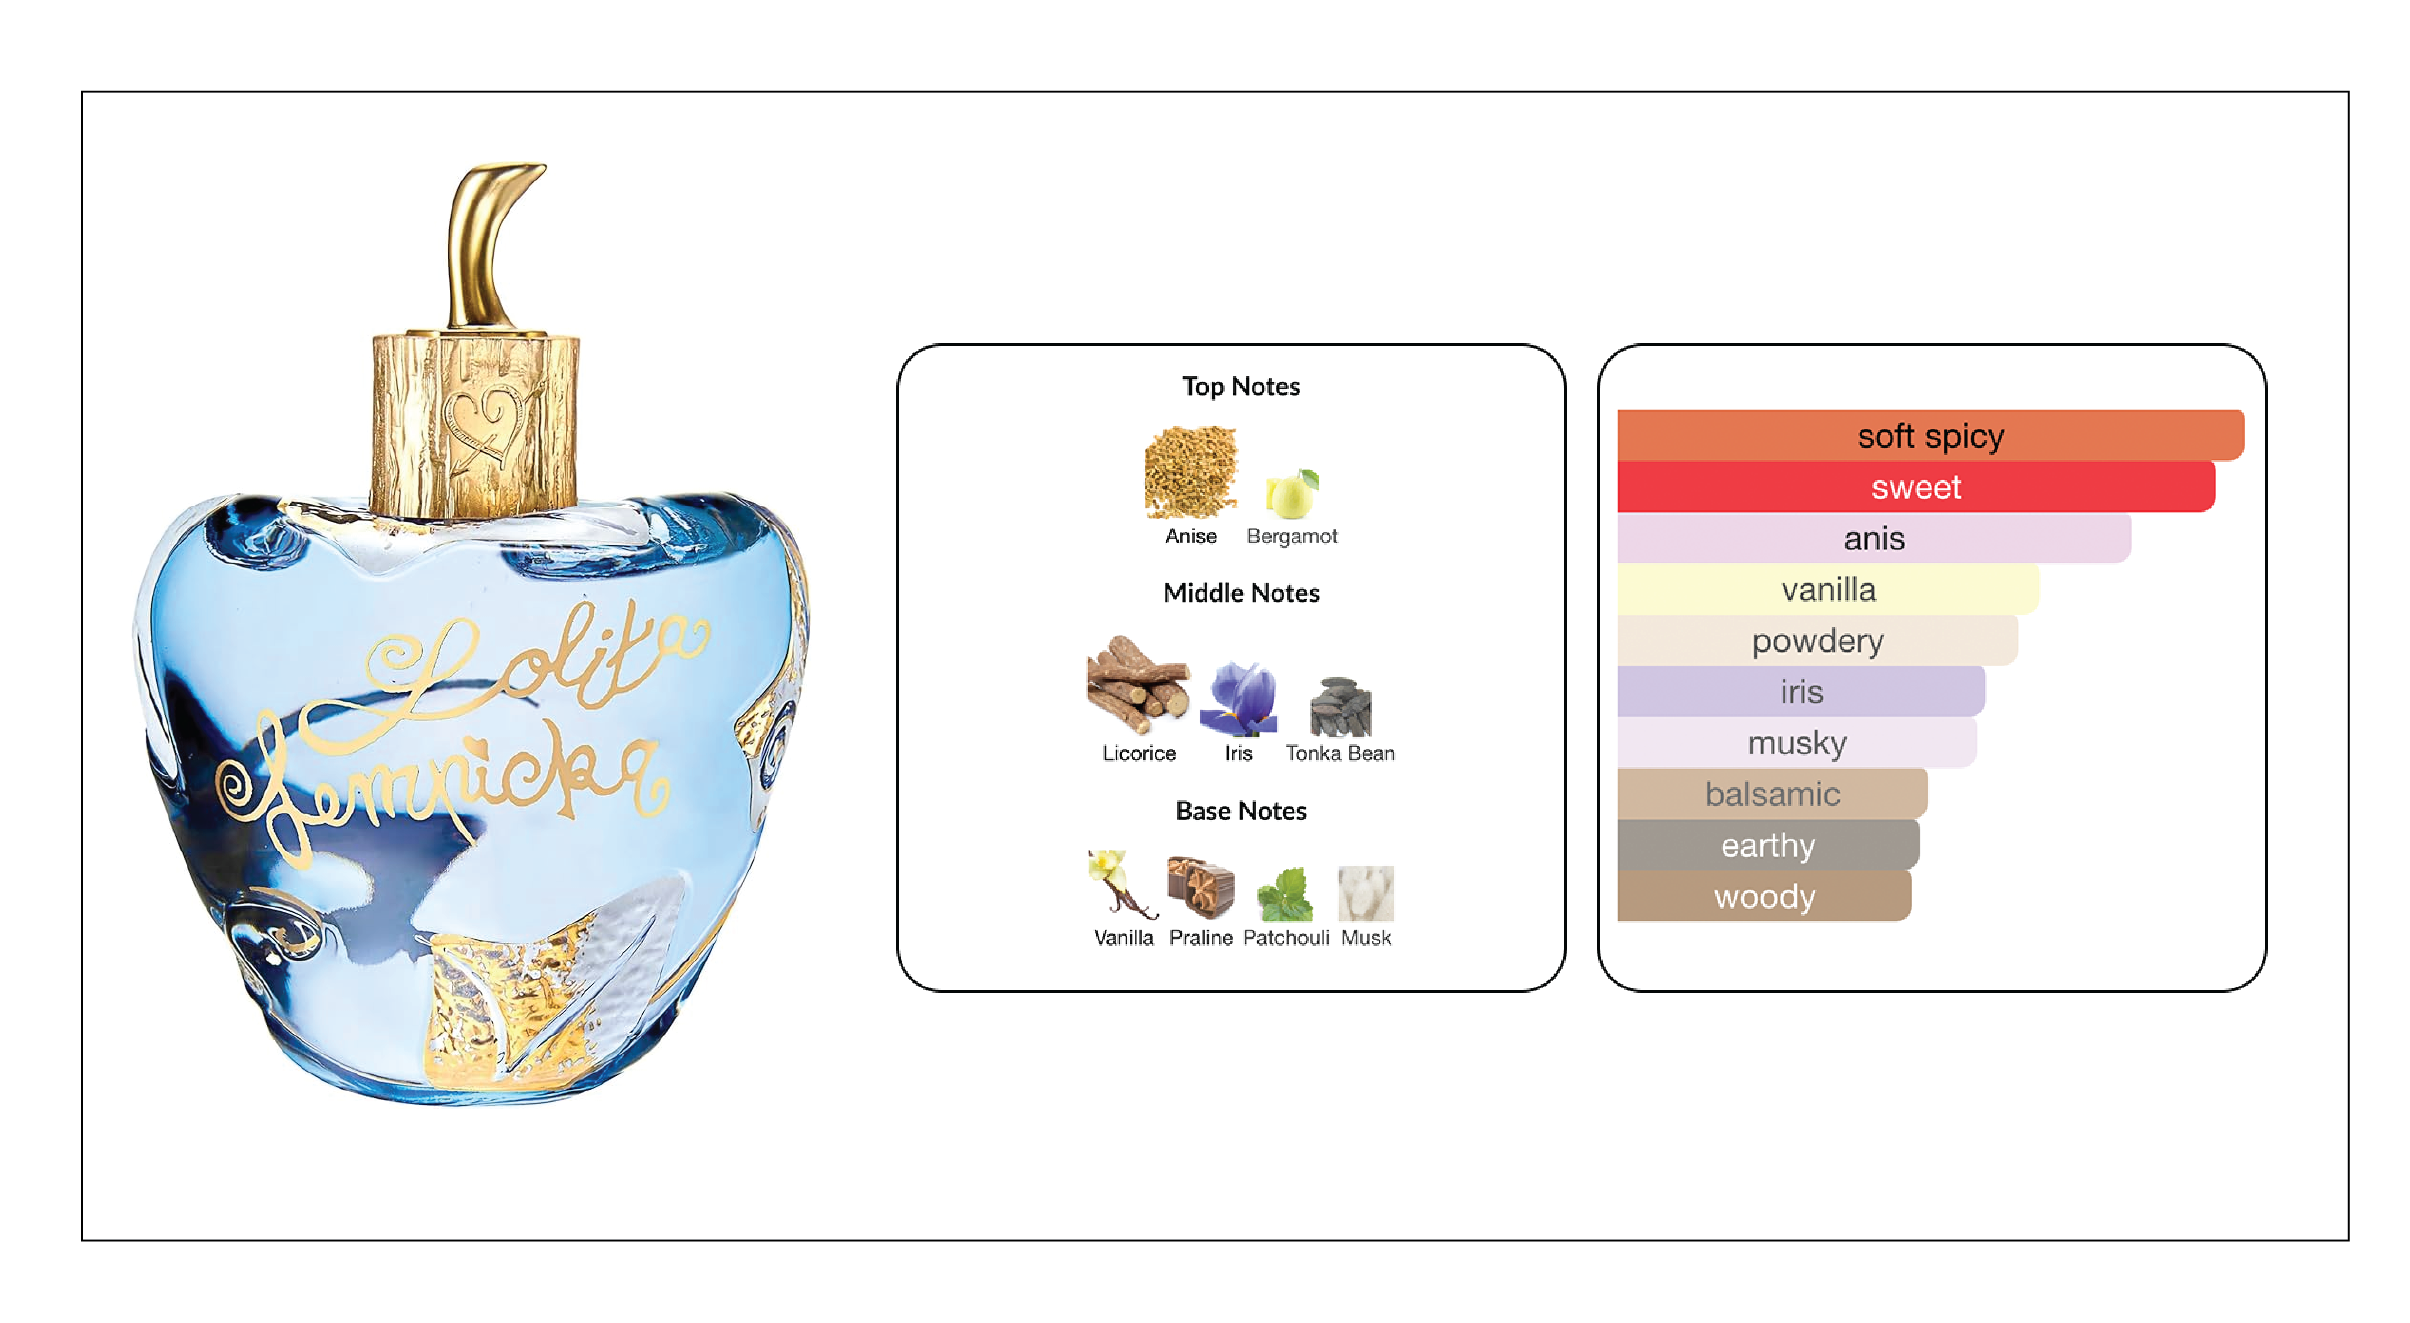 Lolita
Lempicka
Top Notes
Anise Bergamot
Middle Notes
Licorice Iris Tonka Bean
Base Notes
Vanilla Praline Patchouli Musk
soft spicy
sweet
anis
vanilla
powdery
iris
musky
balsamic
earthy
woody